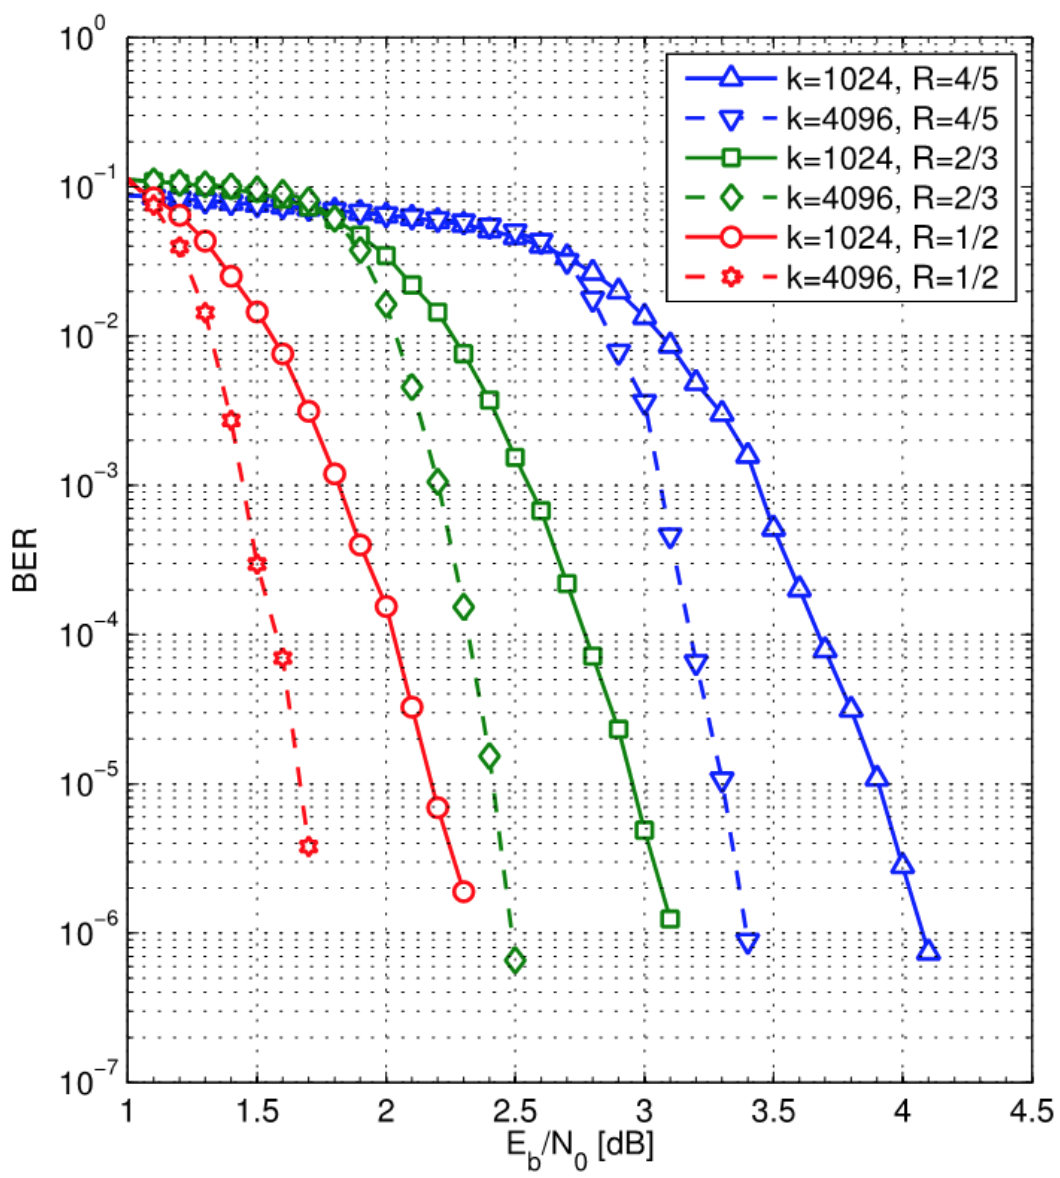 10^0
10^-1
10^-2
10^-3
10^-4
10^-5
10^-6
10^-7
BER
k=1024, R=4/5
k=4096, R=4/5
k=1024, R=2/3
k=4096, R=2/3
k=1024, R=1/2
k=4096, R=1/2
1 1.5 2 2.5 3 3.5 4 4.5
E_b/N_0 [dB]